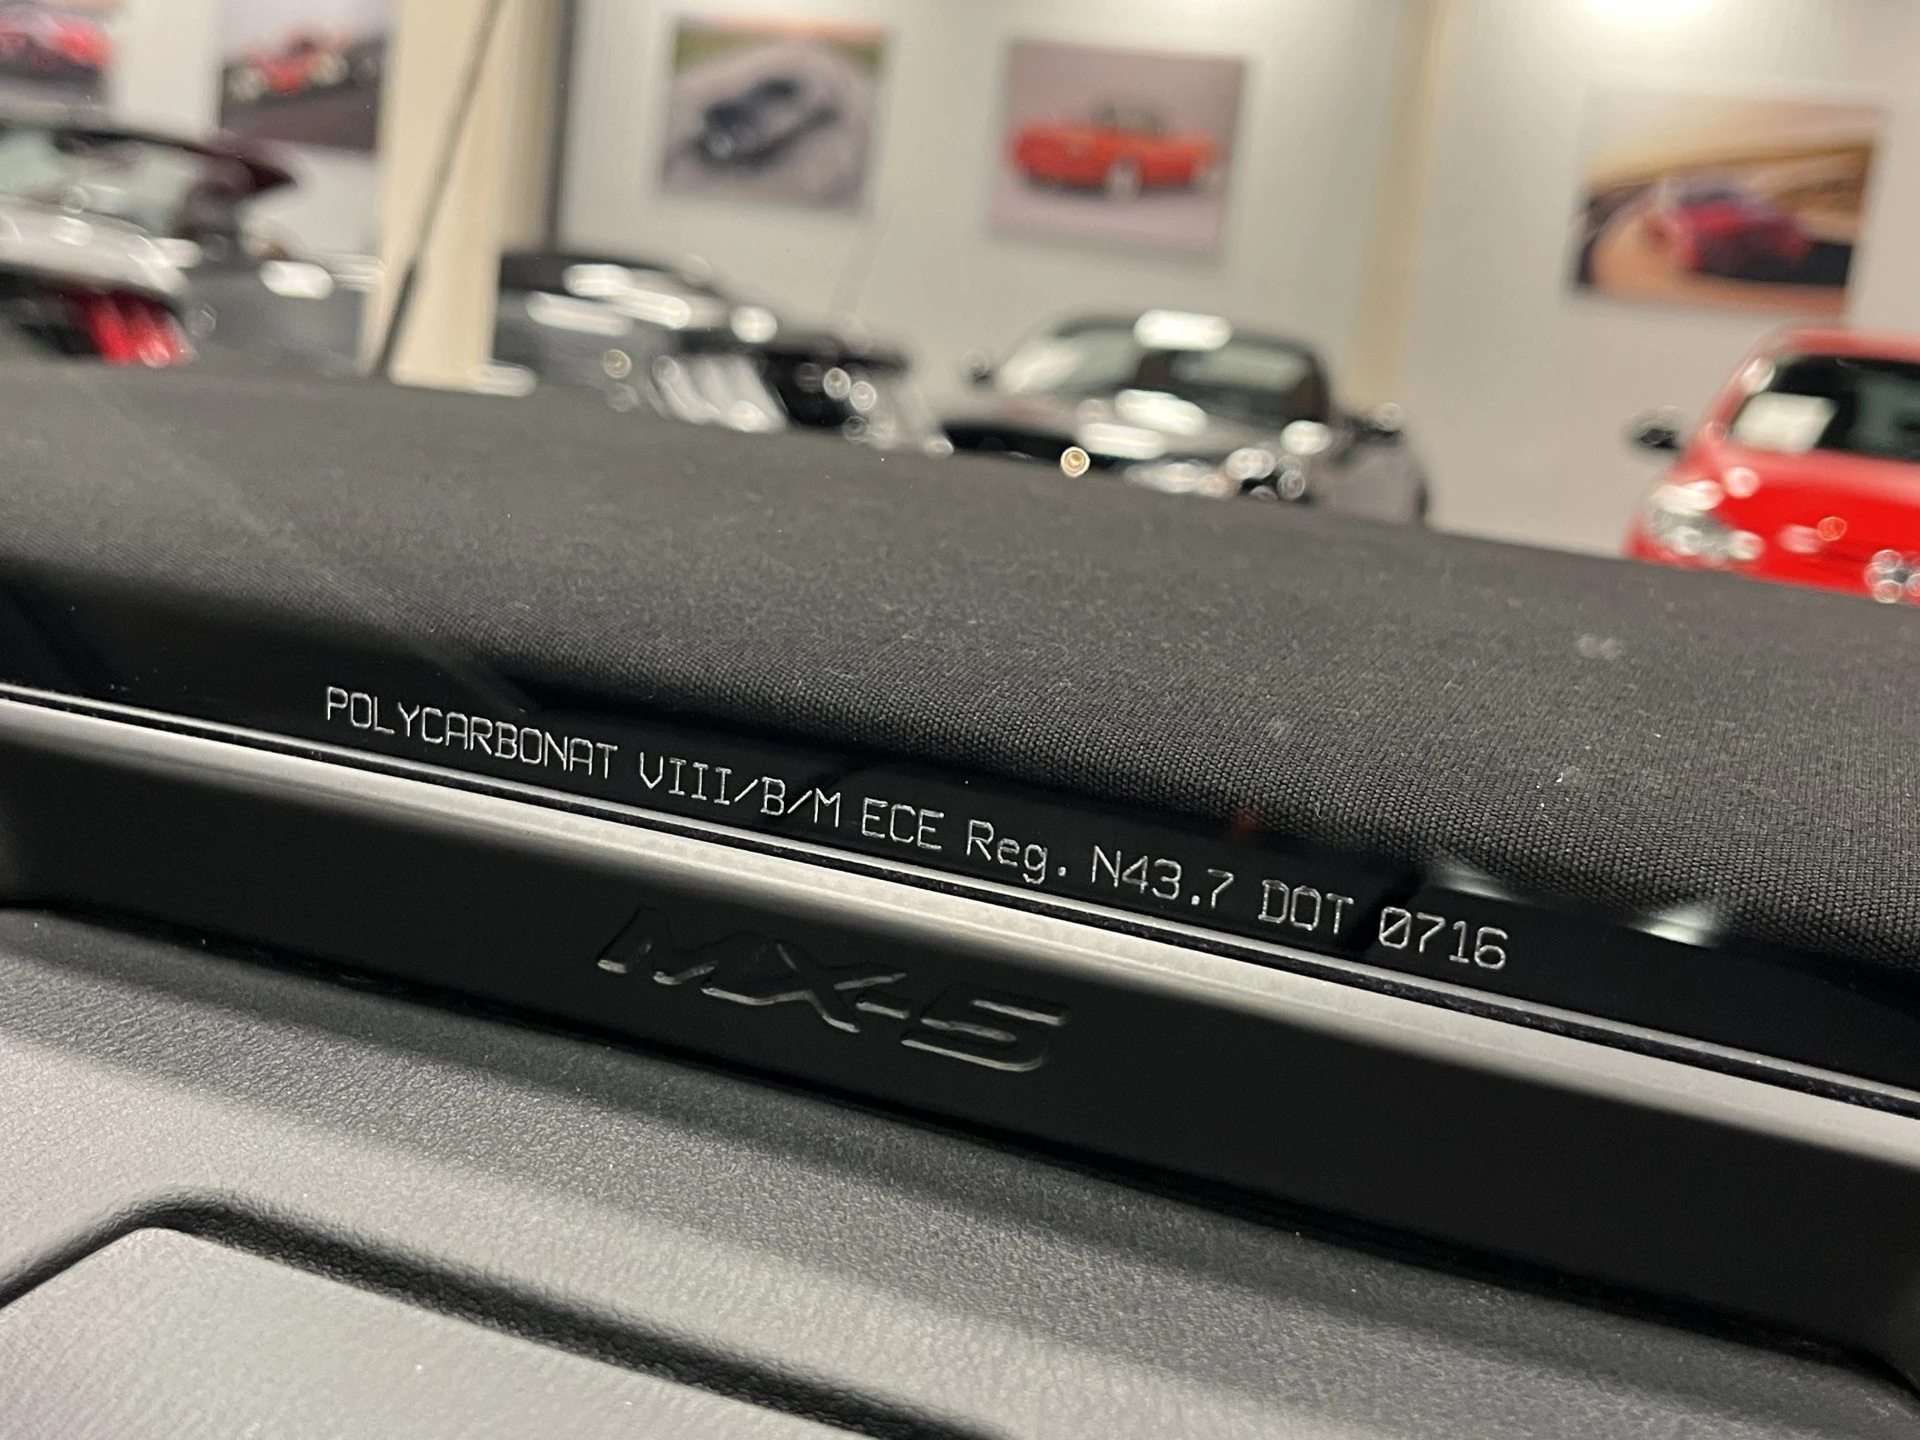 POLYCARBONAT VIII/B/M ECE Reg. N43.7 DOT 0716
MX-5